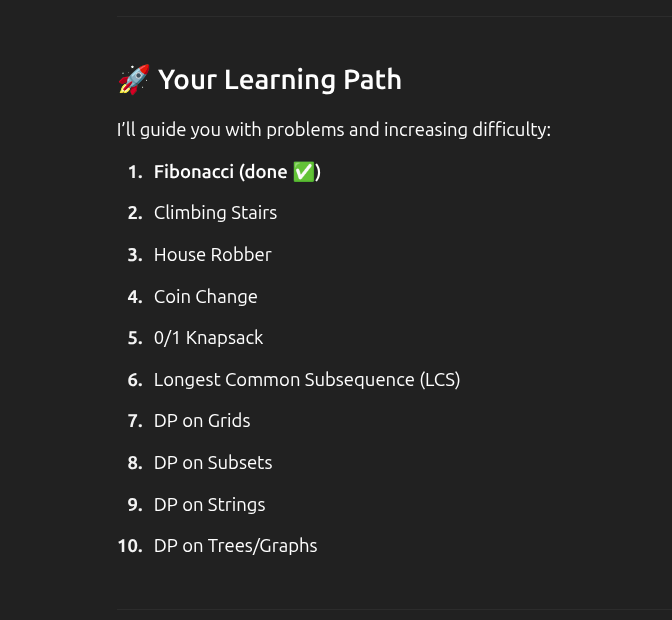 🚀 Your Learning Path
I’ll guide you with problems and increasing difficulty:
1. Fibonacci (done ✅)
2. Climbing Stairs
3. House Robber
4. Coin Change
5. 0/1 Knapsack
6. Longest Common Subsequence (LCS)
7. DP on Grids
8. DP on Subsets
9. DP on Strings
10. DP on Trees/Graphs